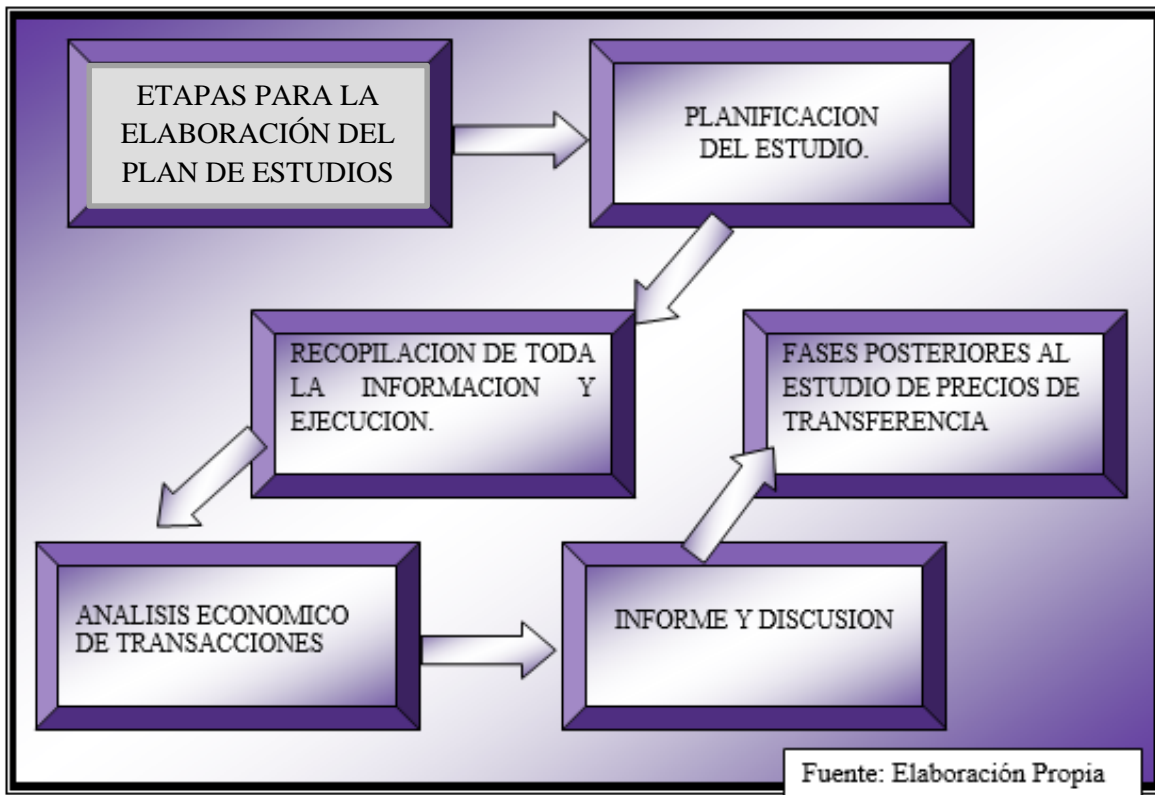 ETAPAS PARA LA
ELABORACIÓN DEL
PLAN DE ESTUDIOS
PLANIFICACION
DEL ESTUDIO.
RECOPILACION DE TODA
LA INFORMACION Y
EJECUCION.
ANALISIS ECONOMICO
DE TRANSACCIONES
INFORME Y DISCUSION
FASES POSTERIORES AL
ESTUDIO DE PRECIOS DE
TRANSFERENCIA
Fuente: Elaboración Propia